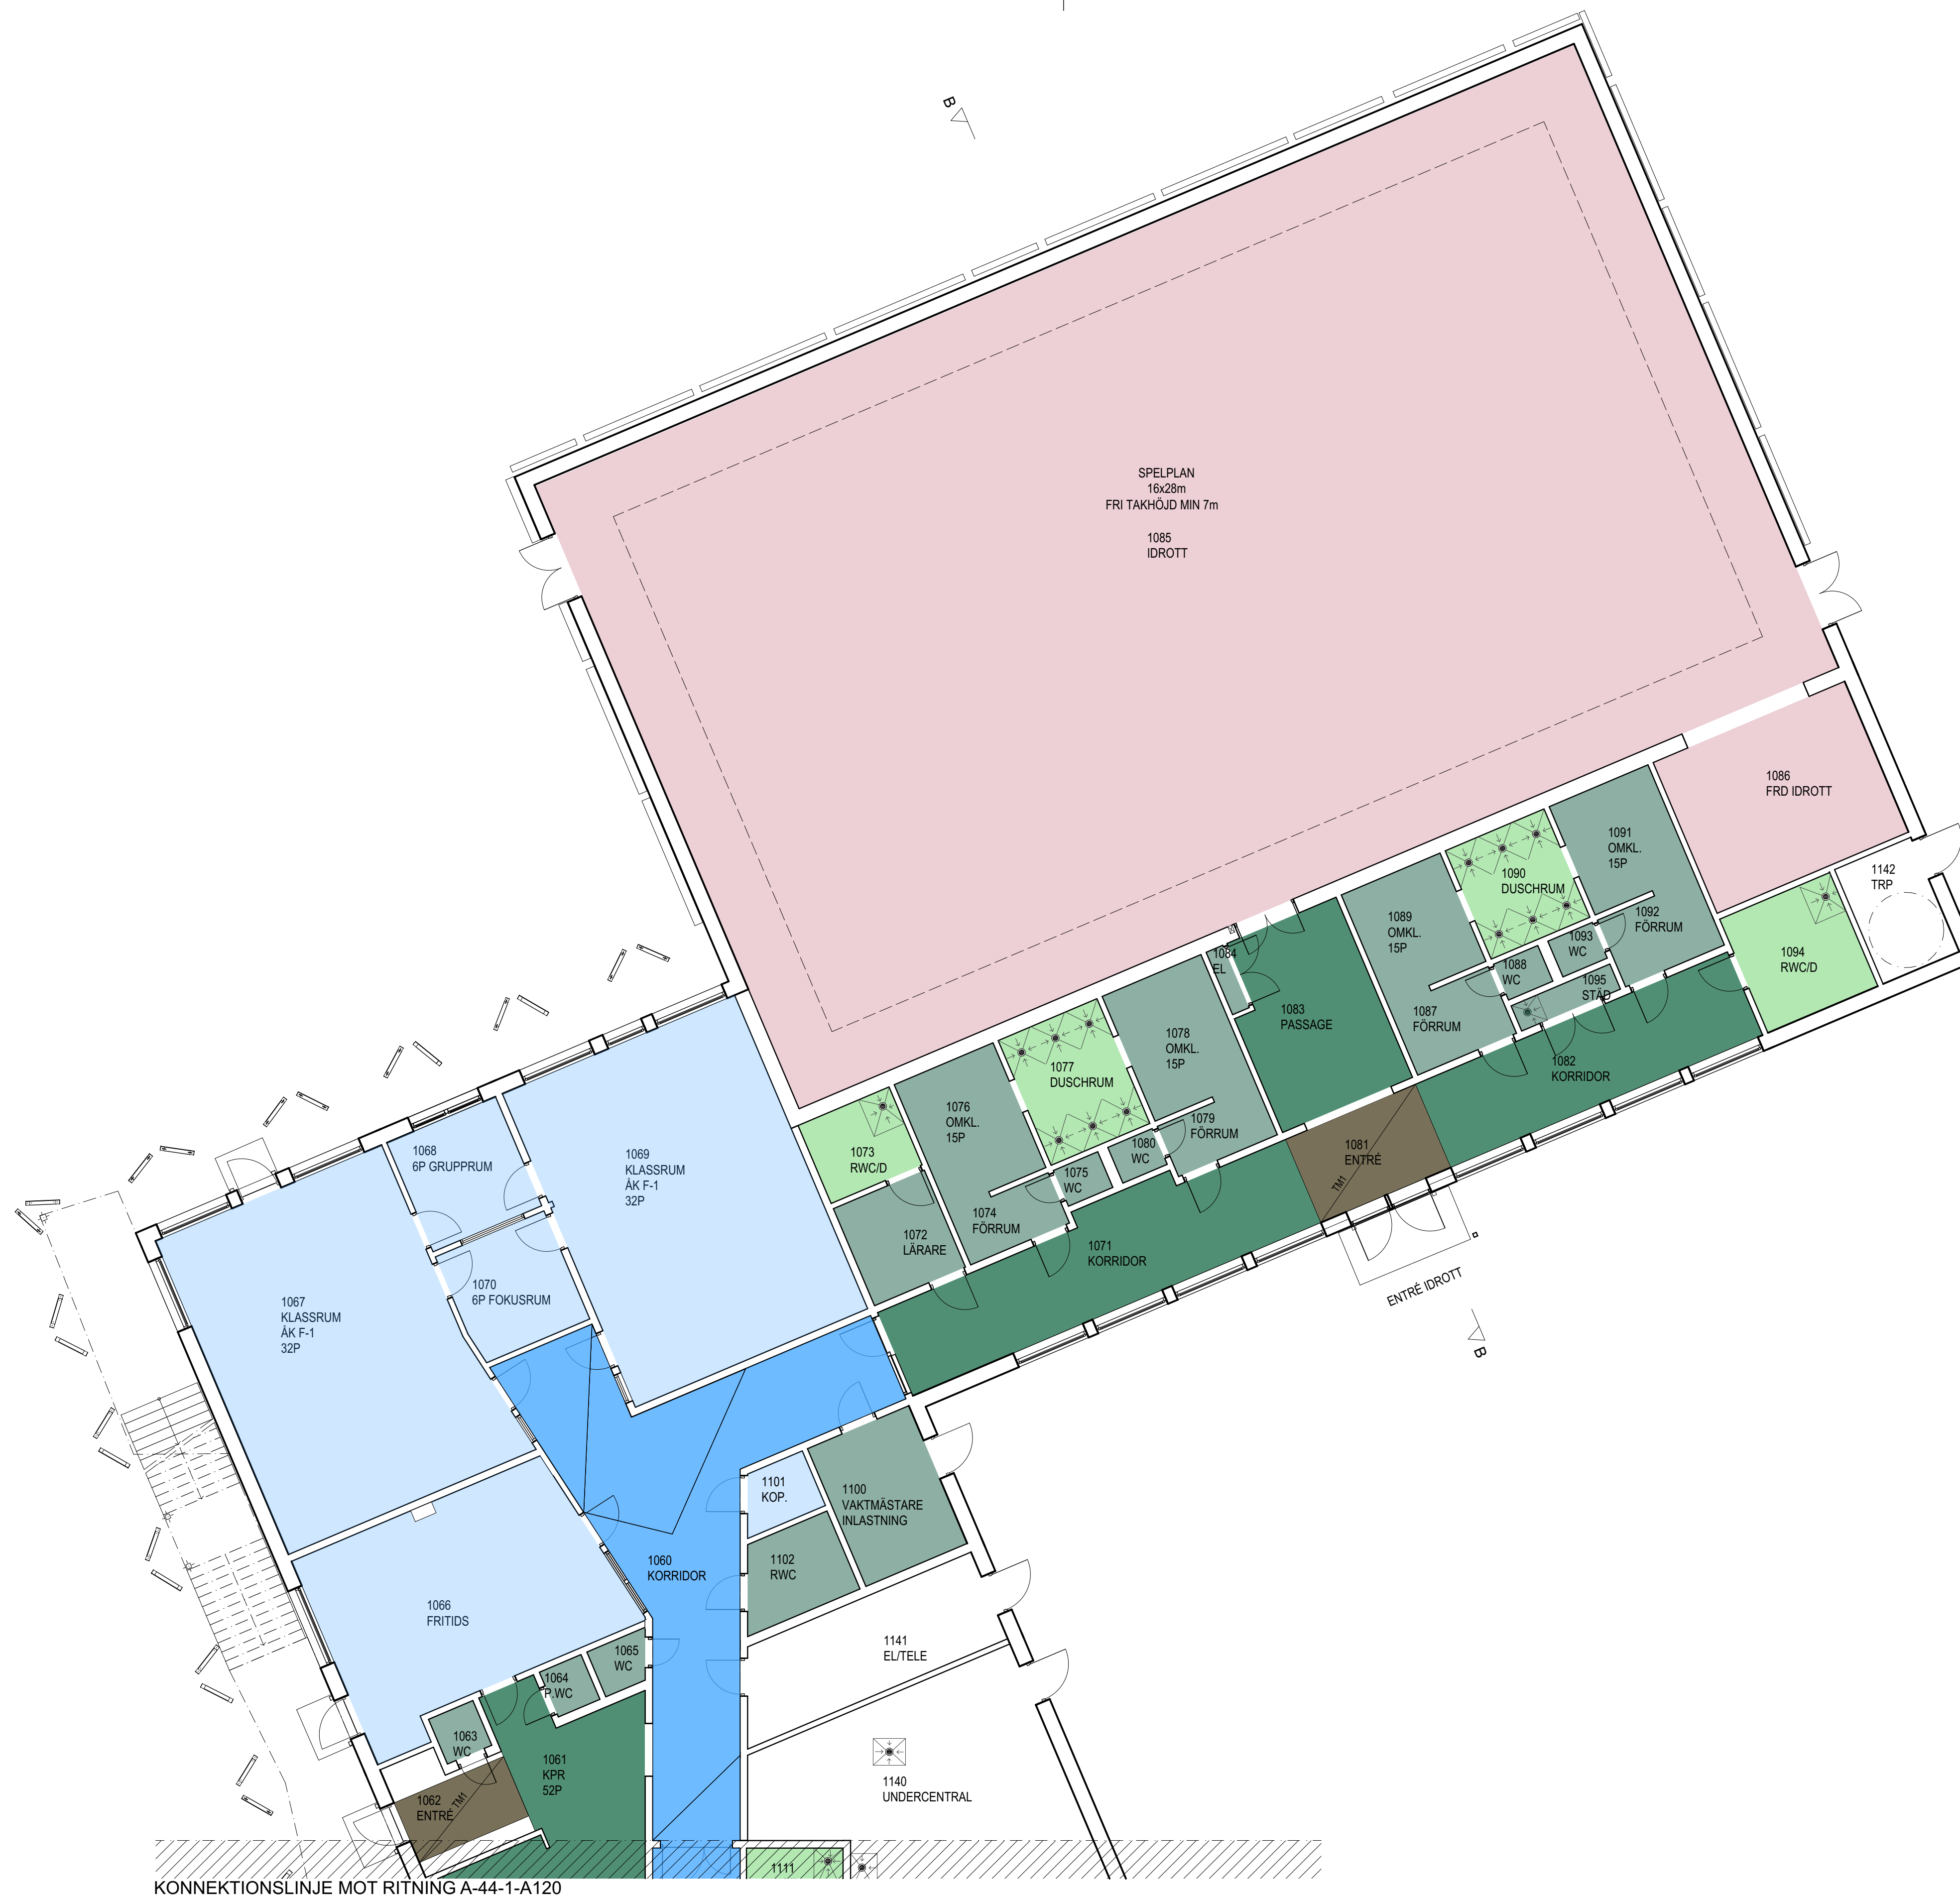 B
SPELPLAN
16x28m
FRI TAKHÖJD MIN 7m
1085
IDROTT
1086
FRD IDROTT
1091
OMKL.
15P
1142
TRP
1090
DUSCHRUM
1092
FÖRRUM
1089
OMKL.
15P
1093
WC
1094
RWC/D
1084
EL
1088
WC
1095
STÄD
1083
PASSAGE
1087
FÖRRUM
1078
OMKL.
15P
1082
KORRIDOR
1077
DUSCHRUM
1076
OMKL.
15P
1079
FÖRRUM
1080
WC
1081
ENTRÉ
TM1
1073
RWC/D
1075
WC
1074
FÖRRUM
1072
LÄRARE
1071
KORRIDOR
ENTRÉ IDROTT
B
1068
6P GRUPPRUM
1069
KLASSRUM
ÅK F-1
32P
1070
6P FOKUSRUM
1067
KLASSRUM
ÅK F-1
32P
1101
KOP.
1100
VAKTMÄSTARE
INLASTNING
1060
KORRIDOR
1102
RWC
1066
FRITIDS
1141
EL/TELE
1065
WC
1064
P.WC
1063
WC
1061
KPR
52P
1062
ENTRÉ
TM1
1140
UNDERCENTRAL
1111
KONNEKTIONSLINJE MOT RITNING A-44-1-A120